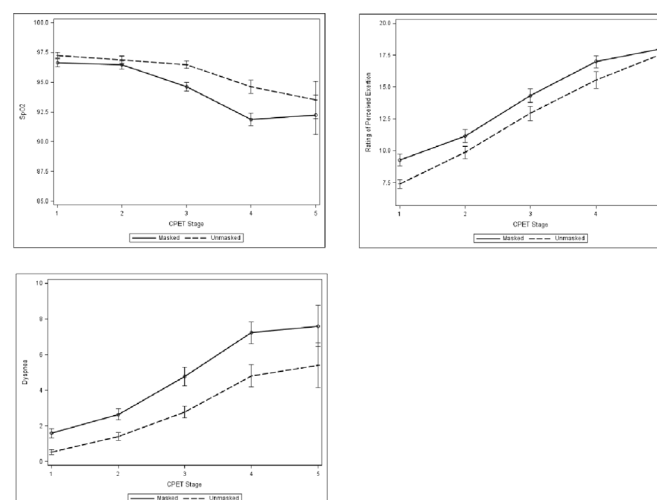 100.0
97.5
95.0
92.5
90.0
87.5
85.0
SpO2
1 2 3 4 5
CPET Stage
Masked Unmasked
20.0
17.5
15.0
12.5
10.0
7.5
Rating of Perceived Exertion
1 2 3 4
CPET Stage
Masked Unmasked
10
8
6
4
2
0
Dyspnea
1 2 3 4 5
CPET Stage
Masked Unmasked